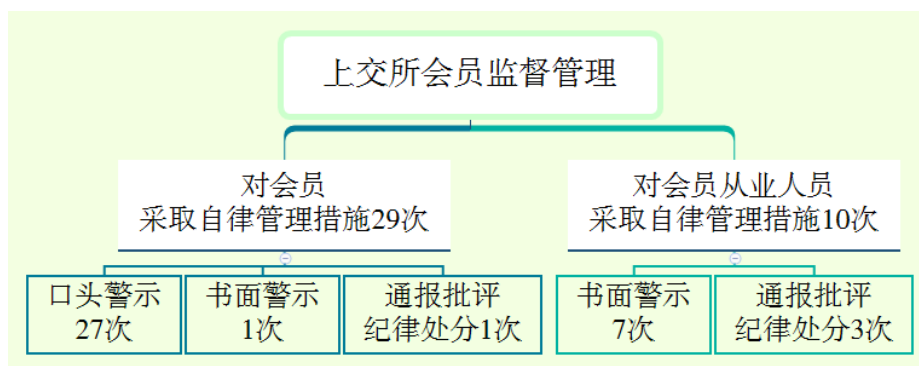 上交所会员监督管理
对会员
采取自律管理措施29次
对会员从业人员
采取自律管理措施10次
口头警示
27次
书面警示
1次
通报批评
纪律处分1次
书面警示
7次
通报批评
纪律处分3次